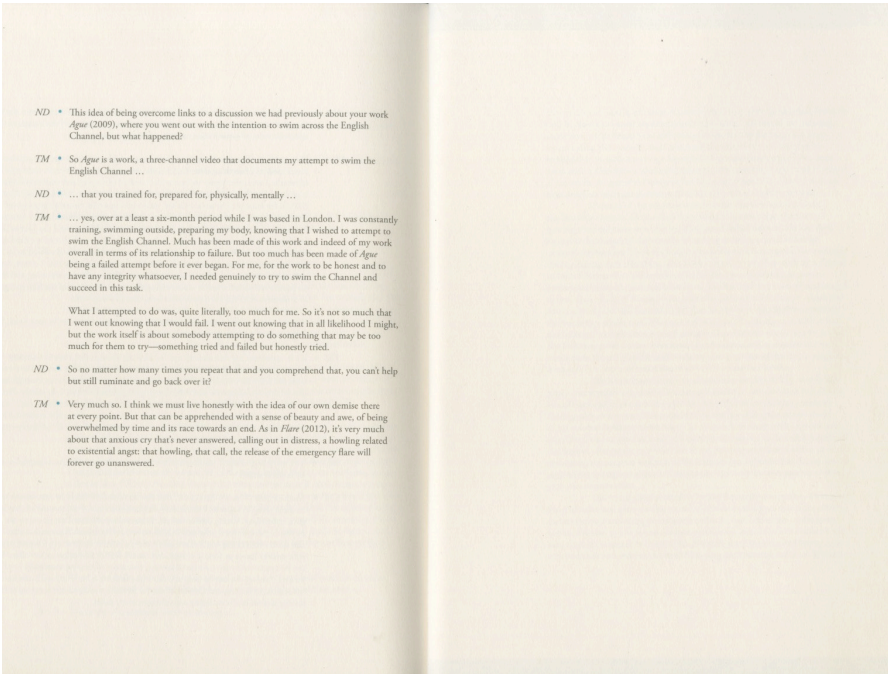 ND • This idea of being overcome links to a discussion we had previously about your work
Ague (2009), where you went out with the intention to swim across the English
Channel, but what happened?
TM • So Ague is a work, a three-channel video that documents my attempt to swim the
English Channel …
ND • … that you trained for, prepared for, physically, mentally …
TM • … yes, over at least a six-month period while I was based in London. I was constantly
training, swimming outside, preparing my body, knowing that I wished to attempt to
swim the English Channel. Much has been made of this work and indeed of my work
overall in terms of its relationship to failure. But too much has been made of Ague
being a failed attempt before it ever began. For me, for the work to be honest and to
have any integrity whatsoever, I needed genuinely to try to swim the Channel and
succeed in this task.
What I attempted to do was, quite literally, too much for me. So it's not so much that
I went out knowing that I would fail. I went out knowing that in all likelihood I might,
but the work itself is about somebody attempting to do something that may be too
much for them to try—something tried and failed but honestly tried.
ND • So no matter how many times you repeat that and you comprehend that, you can't help
but still ruminate and go back over it?
TM • Very much so. I think we must live honestly with the idea of our own demise there
at every point. But that can be apprehended with a sense of beauty and awe, of being
overwhelmed by time and its race towards an end. As in Flare (2012), it's very much
about that anxious cry that's never answered, calling out in distress, a howling related
to existential angst: that howling, that call, the release of the emergency flare will
forever go unanswered.